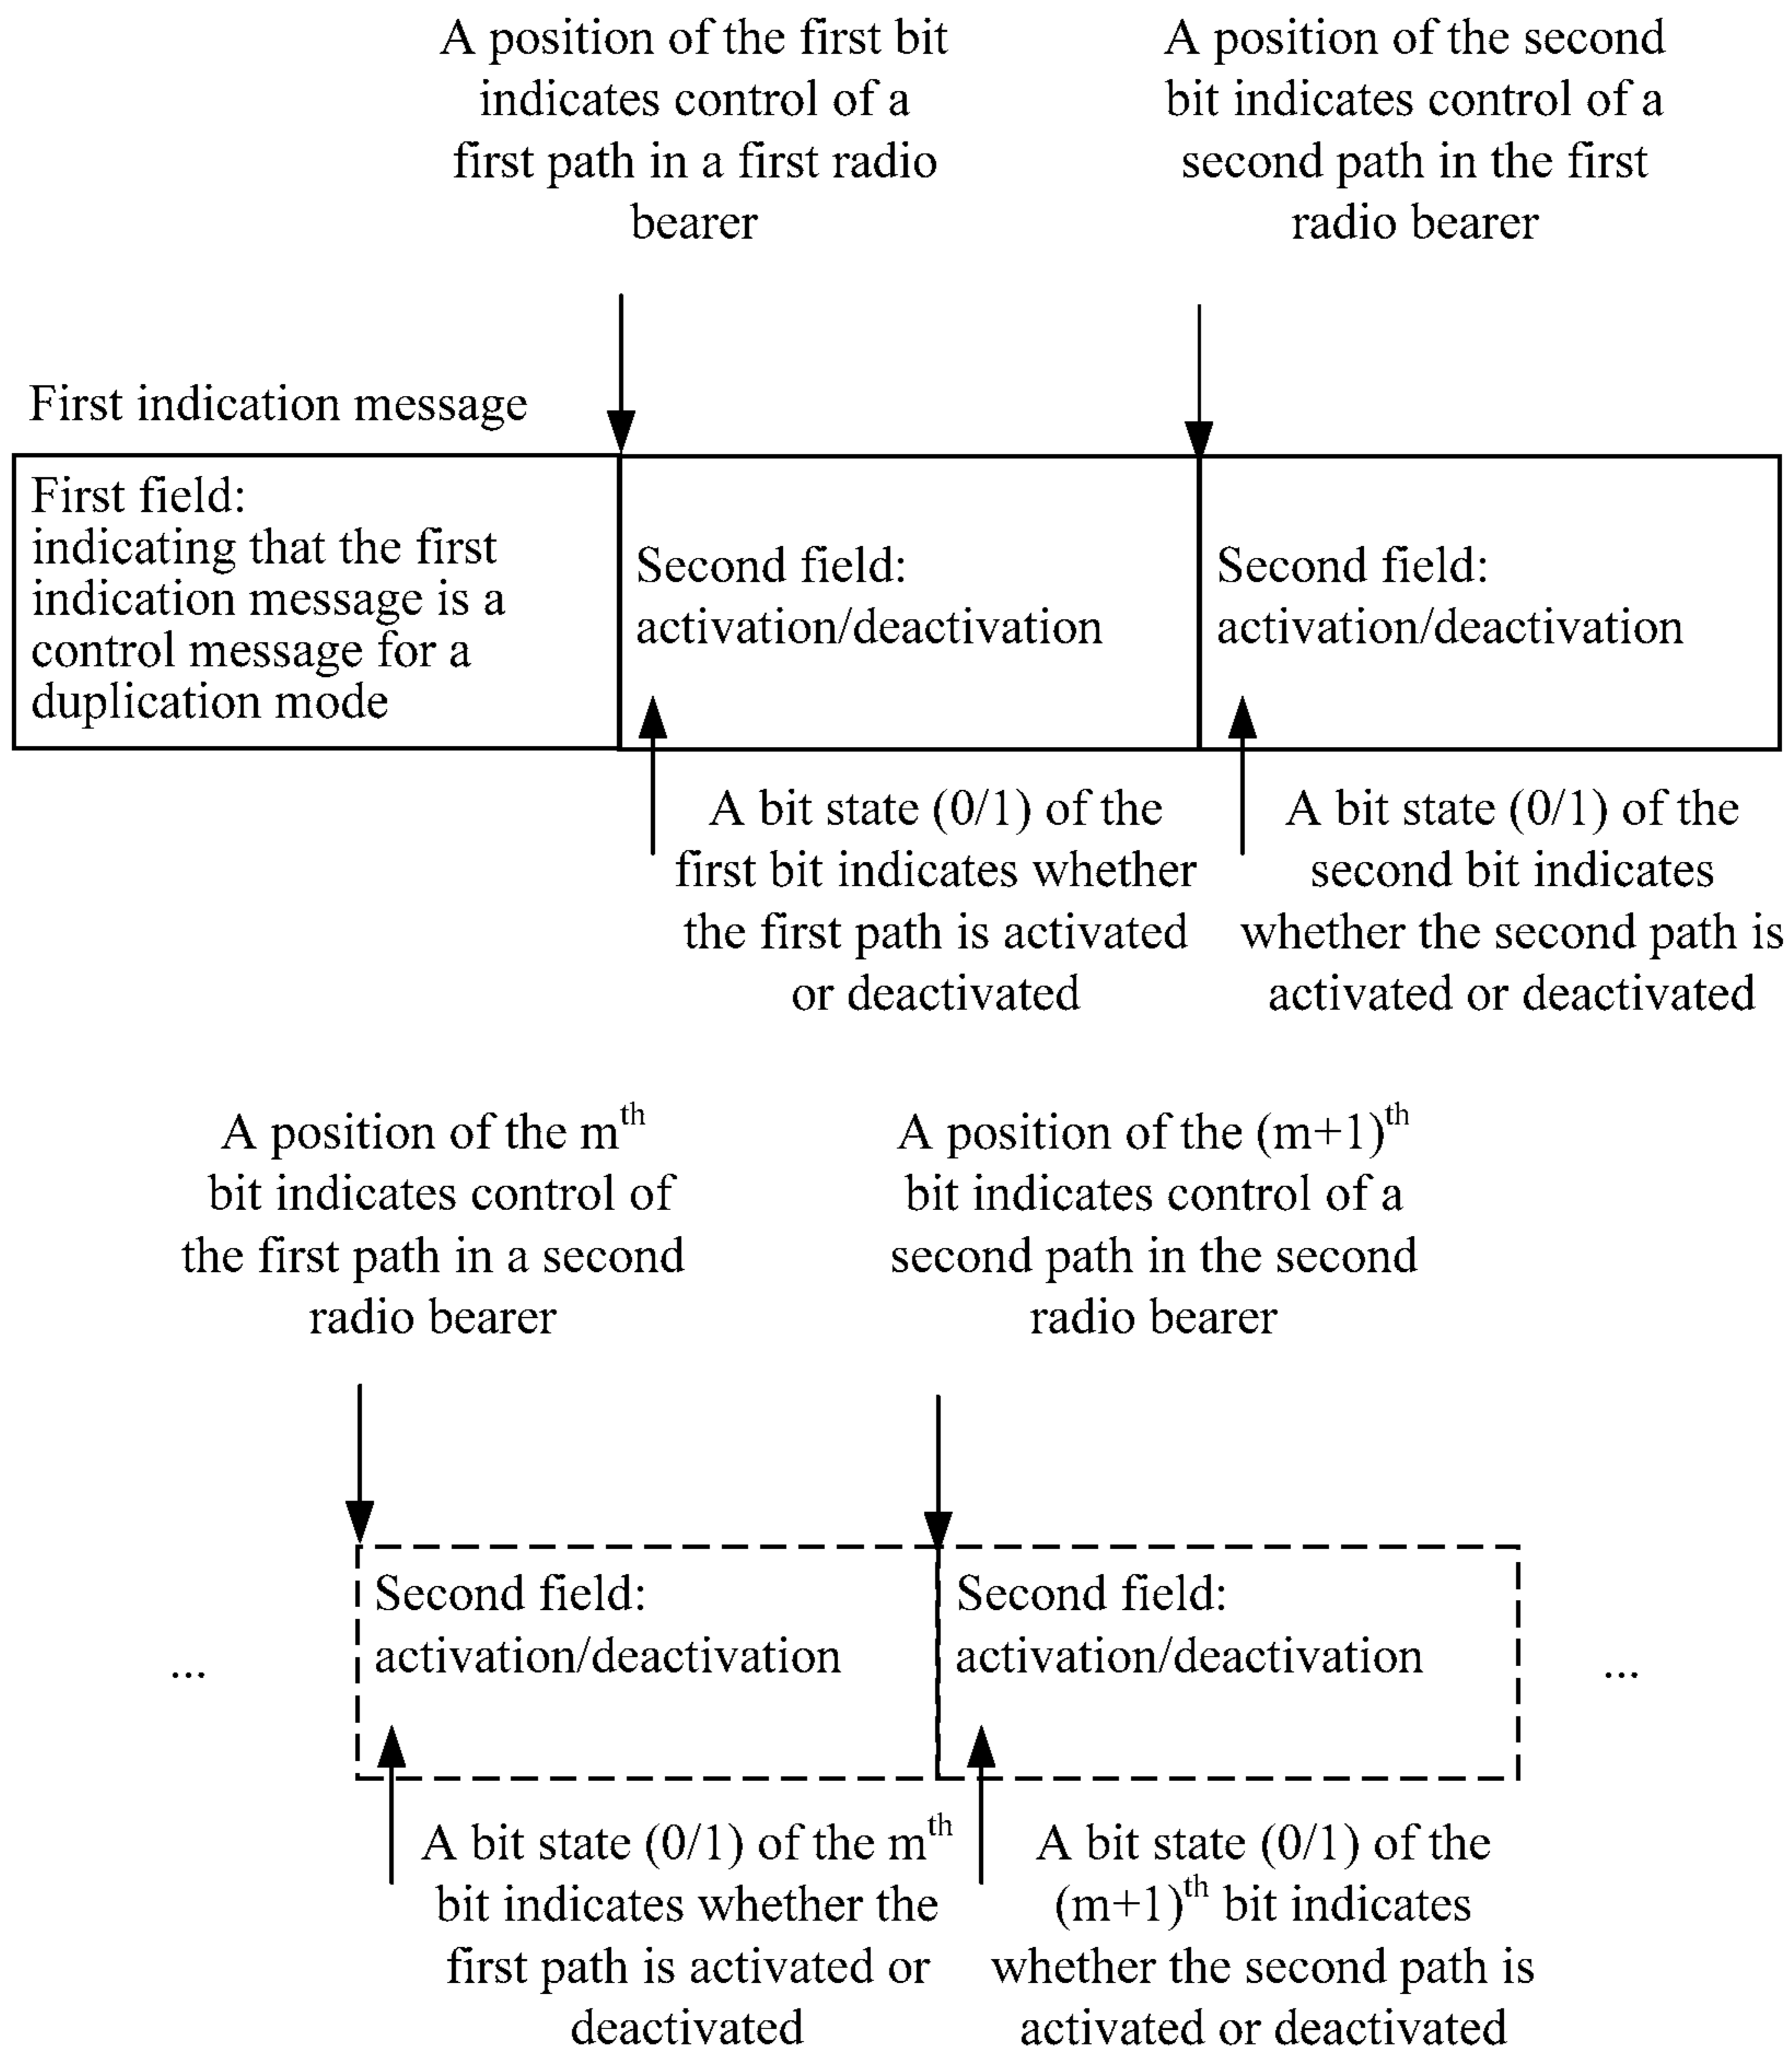 A position of the first bit
indicates control of a
first path in a first radio
bearer
A position of the second
bit indicates control of a
second path in the first
radio bearer
First indication message
First field:
indicating that the first
indication message is a
control message for a
duplication mode
Second field:
activation/deactivation
Second field:
activation/deactivation
A bit state (0/1) of the
first bit indicates whether
the first path is activated
or deactivated
A bit state (0/1) of the
second bit indicates
whether the second path is
activated or deactivated
A position of the mth
bit indicates control of
the first path in a second
radio bearer
A position of the (m+1)th
bit indicates control of a
second path in the second
radio bearer
...
Second field:
activation/deactivation
Second field:
activation/deactivation
...
A bit state (0/1) of the mth
bit indicates whether the
first path is activated or
deactivated
A bit state (0/1) of the
(m+1)th bit indicates
whether the second path is
activated or deactivated